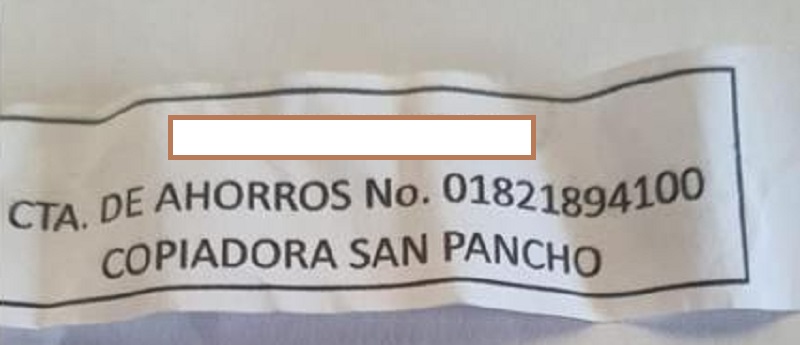 CTA. DE AHORROS No. 01821894100
COPIADORA SAN PANCHO